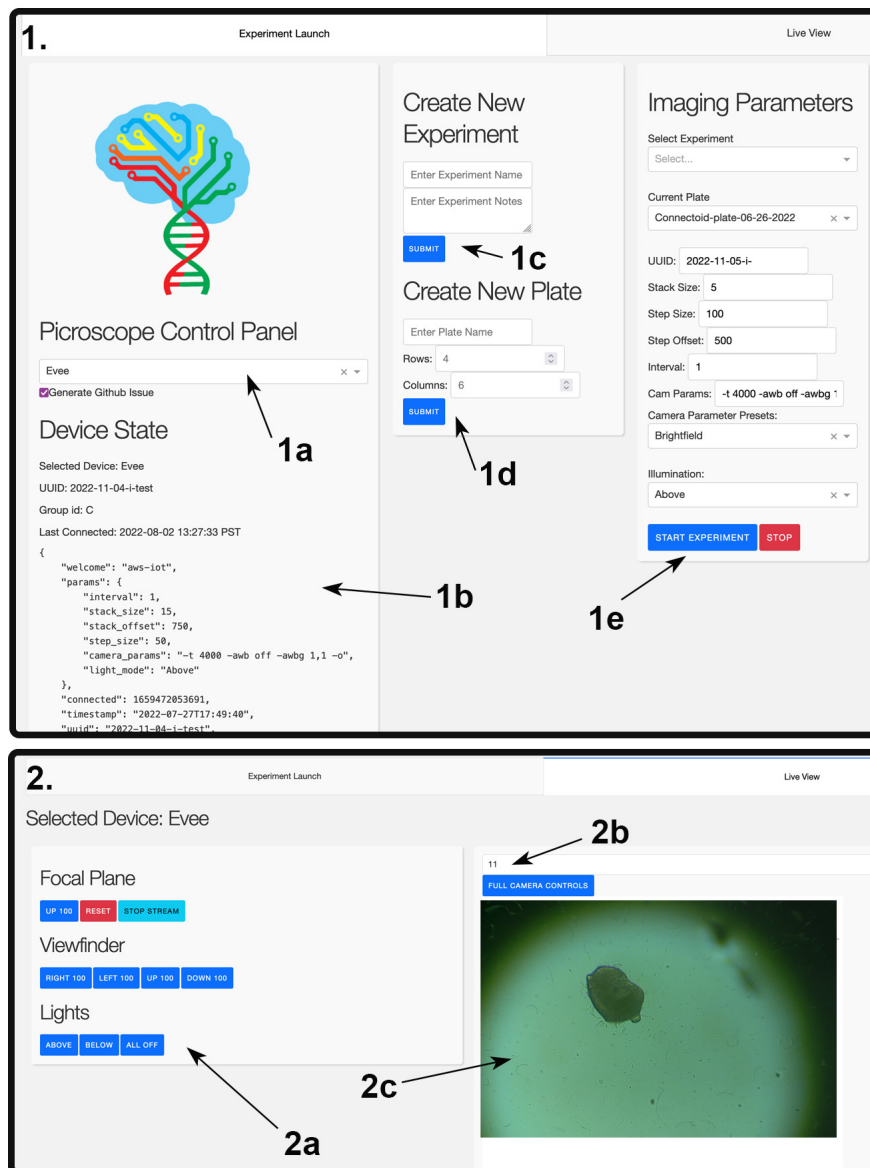 1.
Experiment Launch
Live View
Picroscope Control Panel
Evee
Generate Github Issue
1a
Device State
Selected Device: Evee
UUID: 2022-11-04-i-test
Group id: C
Last Connected: 2022-08-02 13:27:33 PST
{
"welcome": "aws-iot",
"params": {
"interval": 1,
"stack_size": 15,
"stack_offset": 750,
"step_size": 50,
"camera_params": "-t 4000 -awb off -awbg 1,1 -o",
"light_mode": "Above"
},
"connected": 1659472053691,
"timestamp": "2022-07-27T17:49:40",
"uuid": "2022-11-04-i-test",
1b
Create New
Experiment
Enter Experiment Name
Enter Experiment Notes
SUBMIT
1c
Create New Plate
Enter Plate Name
Rows: 4
Columns: 6
SUBMIT
1d
Imaging Parameters
Select Experiment
Select...
Current Plate
Connectoid-plate-06-26-2022
UUID: 2022-11-05-i-
Stack Size: 5
Step Size: 100
Step Offset: 500
Interval: 1
Cam Params: -t 4000 -awb off -awbg 1
Camera Parameter Presets:
Brightfield
Illumination:
Above
START EXPERIMENT STOP
1e
2.
Experiment Launch
Live View
Selected Device: Evee
Focal Plane
UP 100 RESET STOP STREAM
Viewfinder
RIGHT 100 LEFT 100 UP 100 DOWN 100
Lights
ABOVE BELOW ALL OFF
2a
2b
11
FULL CAMERA CONTROLS
2c